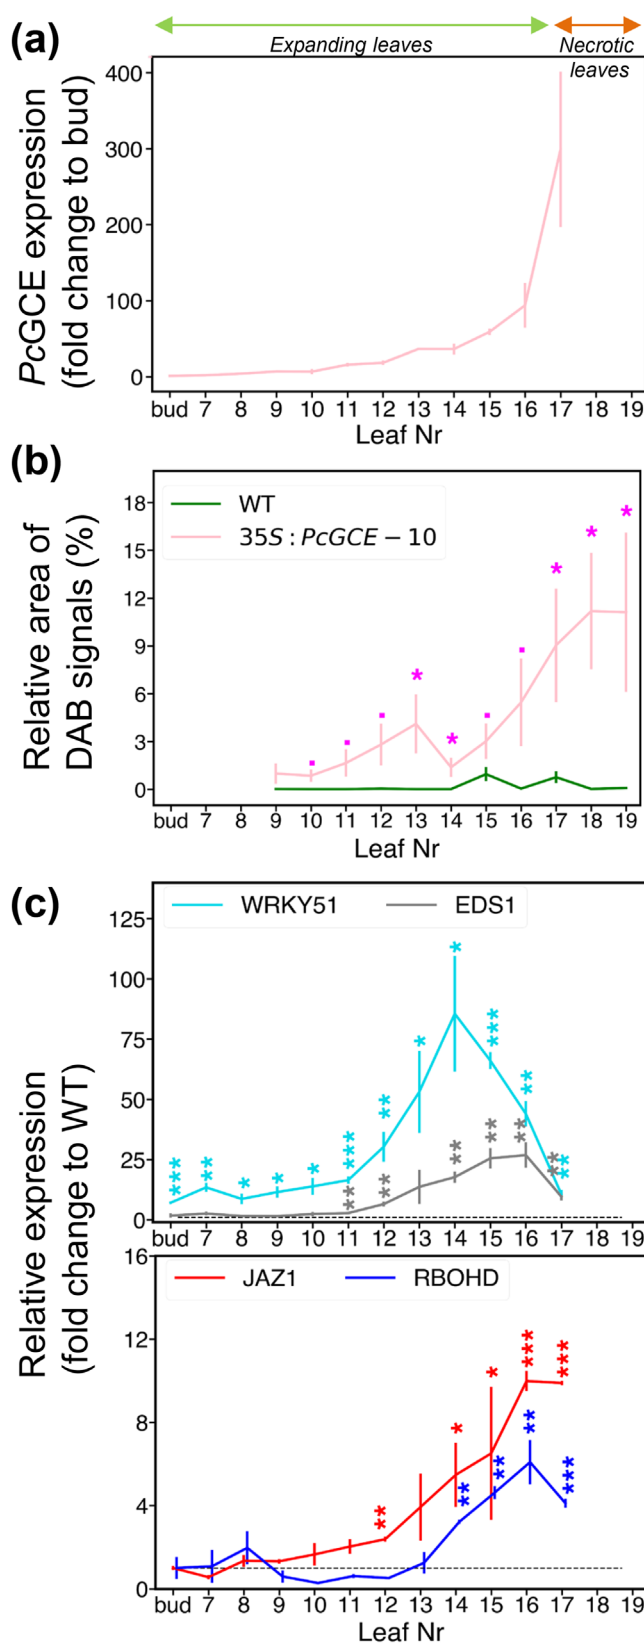 (a)
Expanding leaves
Necrotic
leaves
PcGCE expression
(fold change to bud)
400
300
200
100
0
bud 7 8 9 10 11 12 13 14 15 16 17 18 19
Leaf Nr
(b)
Relative area of
DAB signals (%)
WT
35S : PcGCE − 10
18
15
12
9
6
3
0
bud 7 8 9 10 11 12 13 14 15 16 17 18 19
Leaf Nr
(c)
Relative expression
(fold change to WT)
WRKY51 EDS1
125
100
75
50
25
0
bud 7 8 9 10 11 12 13 14 15 16 17 18 19
JAZ1 RBOHD
16
12
8
4
0
bud 7 8 9 10 11 12 13 14 15 16 17 18 19
Leaf Nr